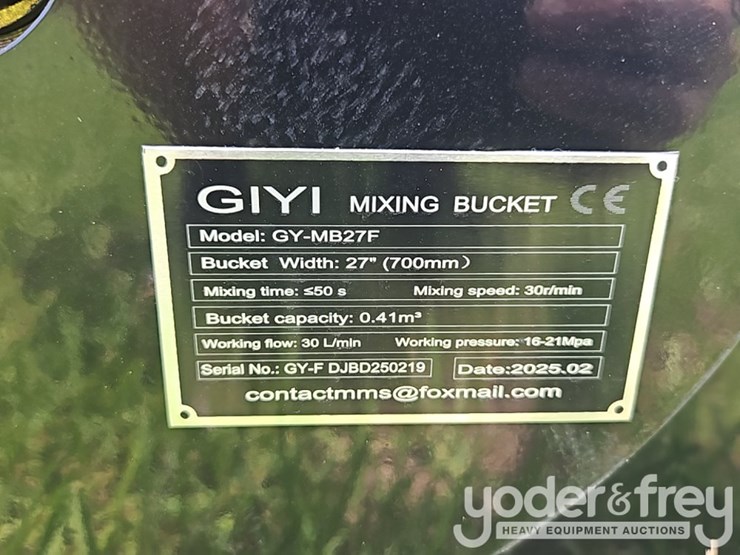 GIYI MIXING BUCKET CE
Model: GY-MB27F
Bucket Width: 27" (700mm）
Mixing time: ≤50 s Mixing speed: 30r/min
Bucket capacity: 0.41m³
Working flow: 30 L/min Working pressure: 16-21Mpa
Serial No.: GY-F DJBD250219 Date:2025.02
contactmms@foxmail.com
yoder&frey
HEAVY EQUIPMENT AUCTIONS